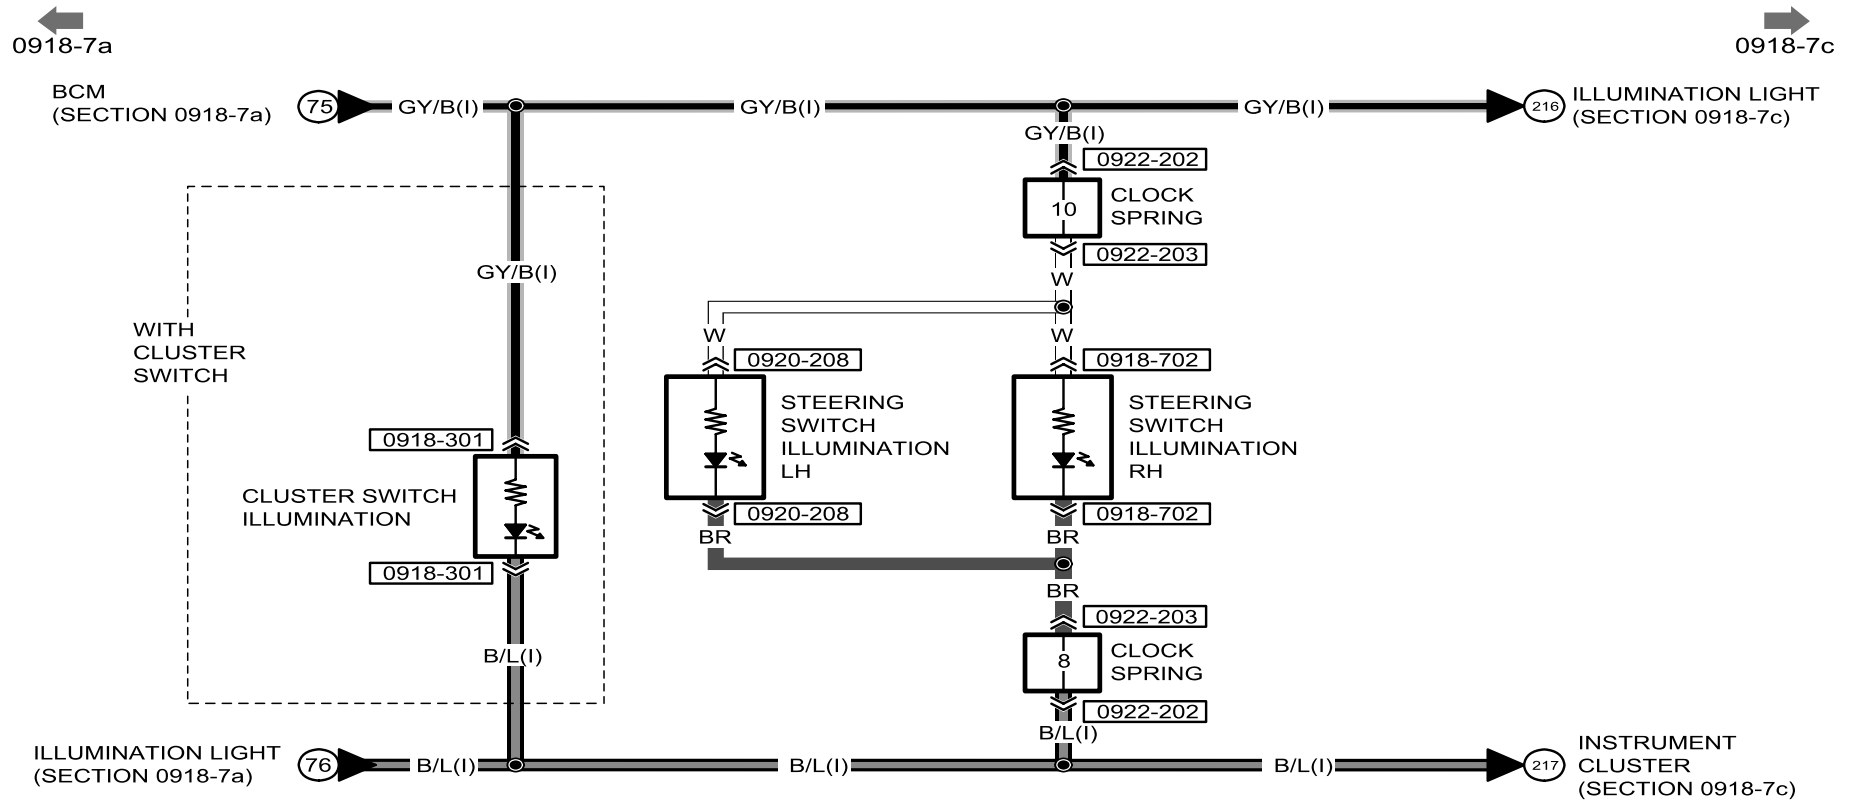 0918-7a
0918-7c
BCM
(SECTION 0918-7a)
75
GY/B(I)
GY/B(I)
GY/B(I)
216
ILLUMINATION LIGHT
(SECTION 0918-7c)
GY/B(I)
0922-202
10
CLOCK
SPRING
0922-203
W
GY/B(I)
WITH
CLUSTER
SWITCH
W
W
0920-208
0918-702
STEERING
SWITCH
ILLUMINATION
LH
STEERING
SWITCH
ILLUMINATION
RH
0918-301
CLUSTER SWITCH
ILLUMINATION
0918-301
0920-208
0918-702
BR
BR
BR
0922-203
8
CLOCK
SPRING
0922-202
B/L(I)
B/L(I)
ILLUMINATION LIGHT
(SECTION 0918-7a)
76
B/L(I)
B/L(I)
B/L(I)
217
INSTRUMENT
CLUSTER
(SECTION 0918-7c)